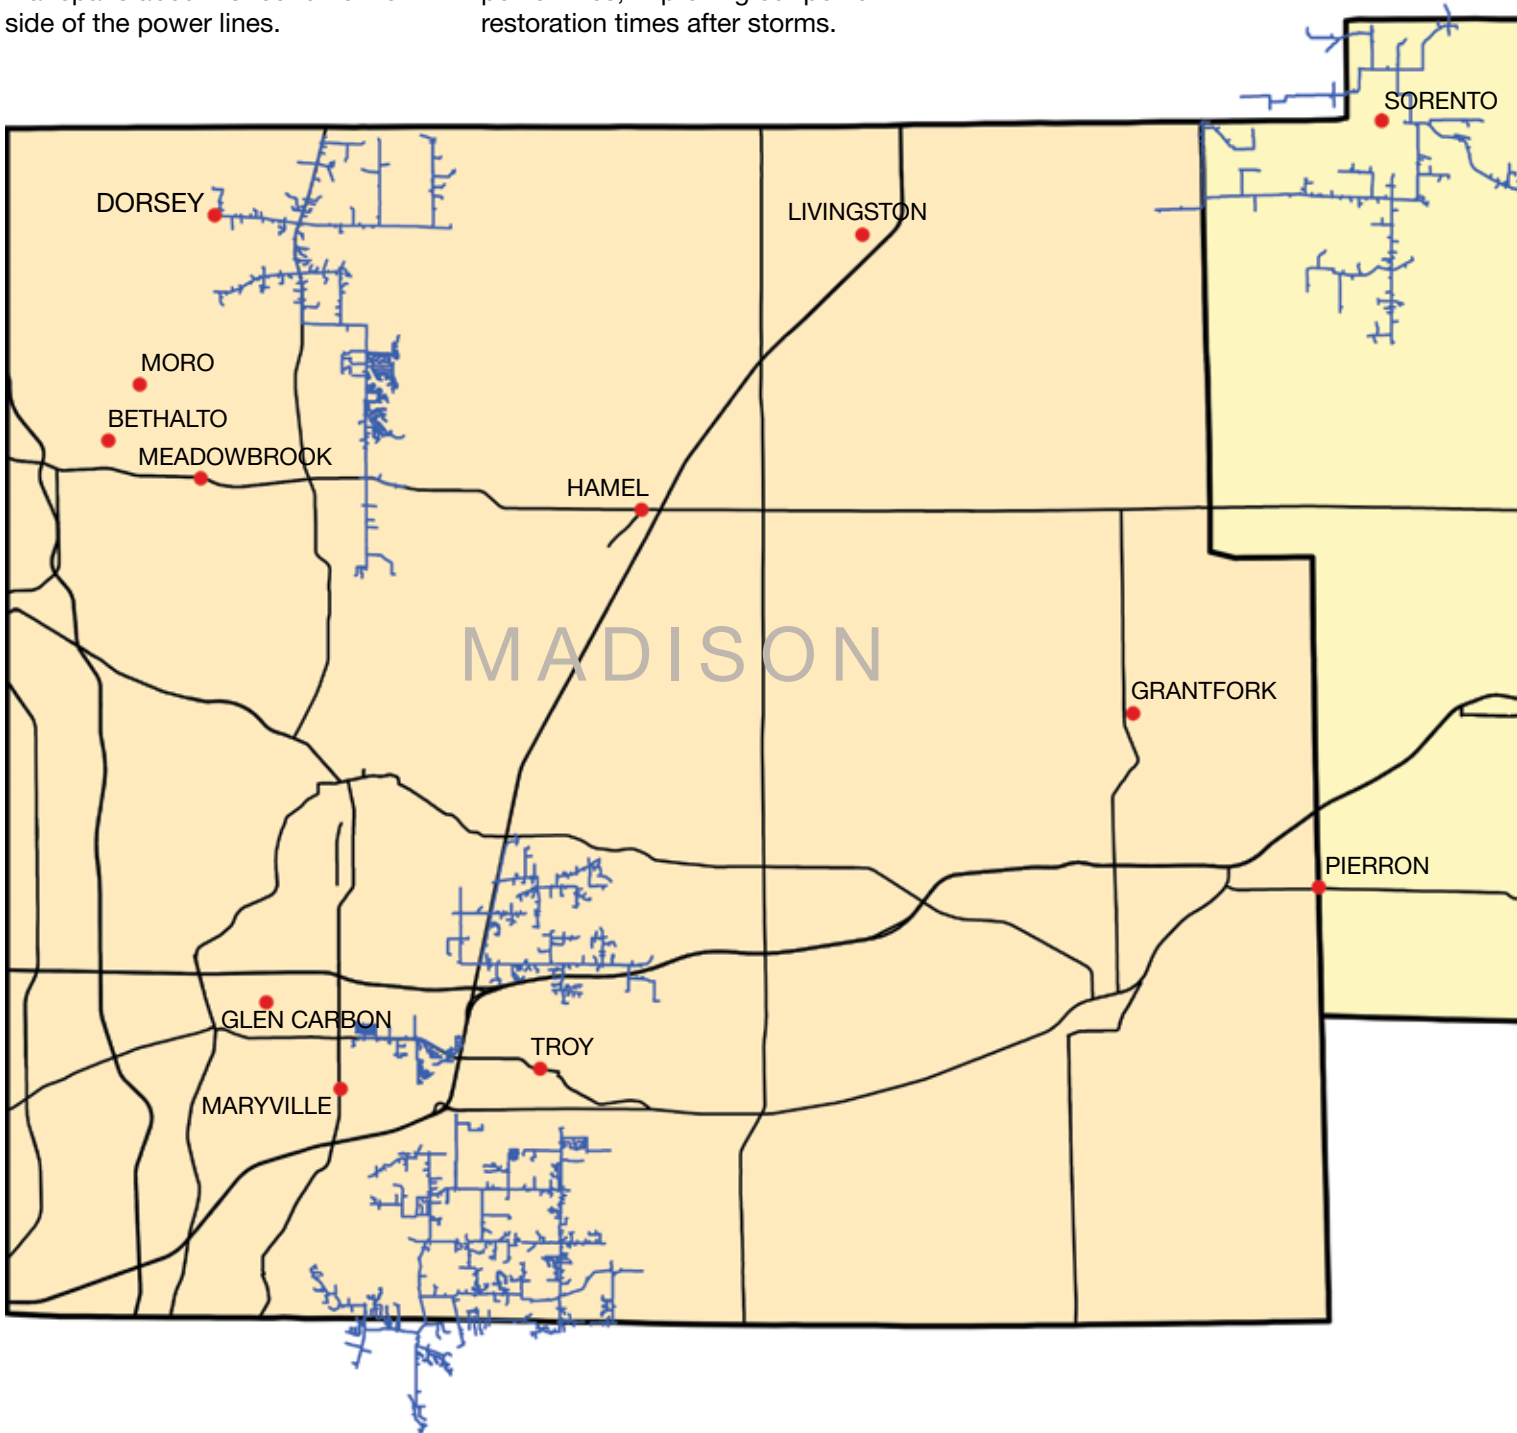 side of the power lines.
restoration times after storms.
SORENTO
DORSEY
LIVINGSTON
MORO
BETHALTO
MEADOWBROOK
HAMEL
MADISON
GRANTFORK
PIERRON
GLEN CARBON
TROY
MARYVILLE